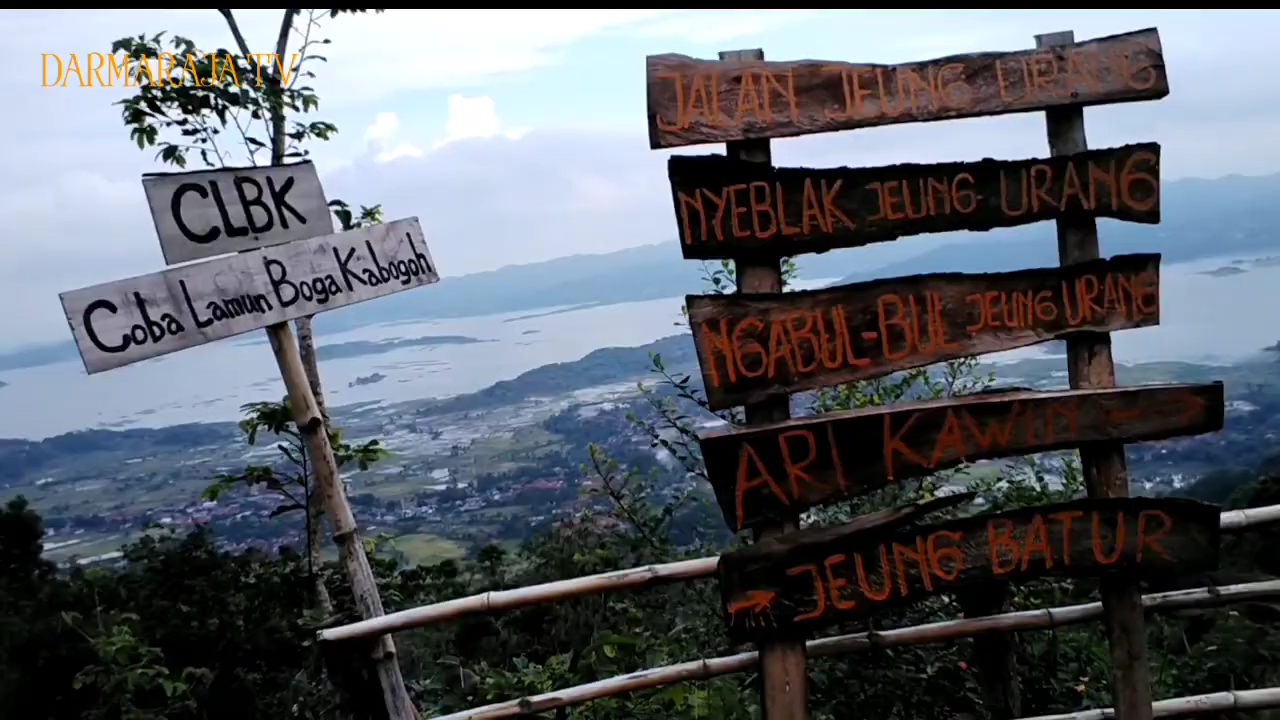 DARMARAJA TV
CLBK
Coba Lamun Boga Kabogoh
JALAN JEUNG URANG
NYEBLAK JEUNG URANG
NGABUL-BUL JEUNG URANG
ARI KAWIN -->
JEUNG BATUR